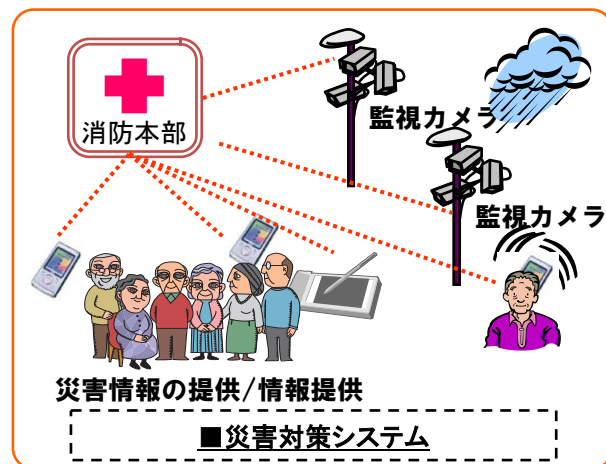 消防本部
監視カメラ
監視カメラ
災害情報の提供/情報提供
■災害対策システム